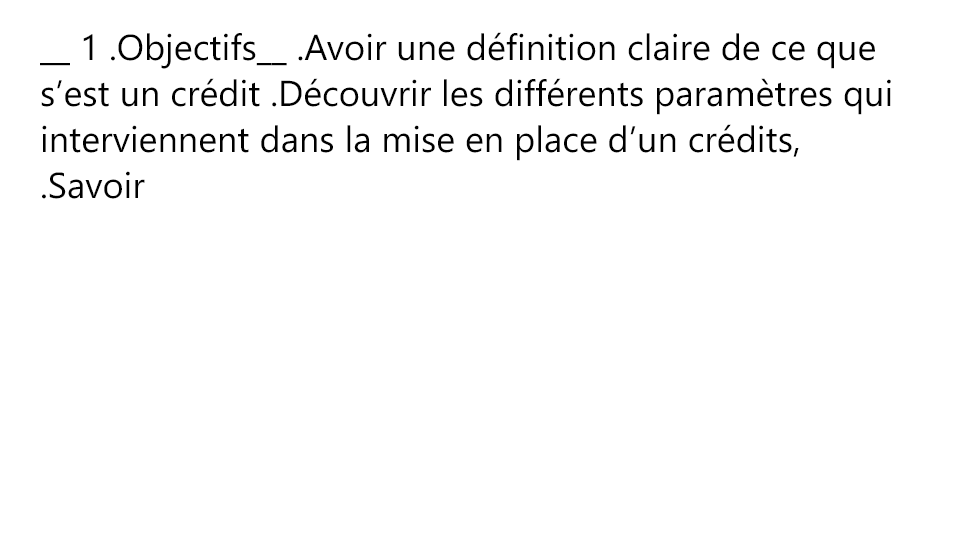 __ 1 .Objectifs__ .Avoir une définition claire de ce que
s’est un crédit .Découvrir les différents paramètres qui
interviennent dans la mise en place d’un crédits,
.Savoir